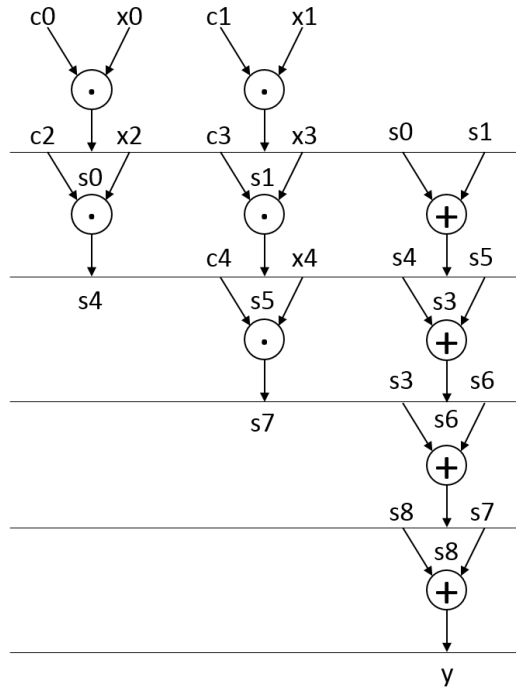 c0 x0 c1 x1
. .
c2 x2 c3 x3 s0 s1
s0 s1
. . +
c4 x4 s4 s5
s4 s5 s3
. +
s3 s6
s7 s6
+
s8 s7
s8
+
y